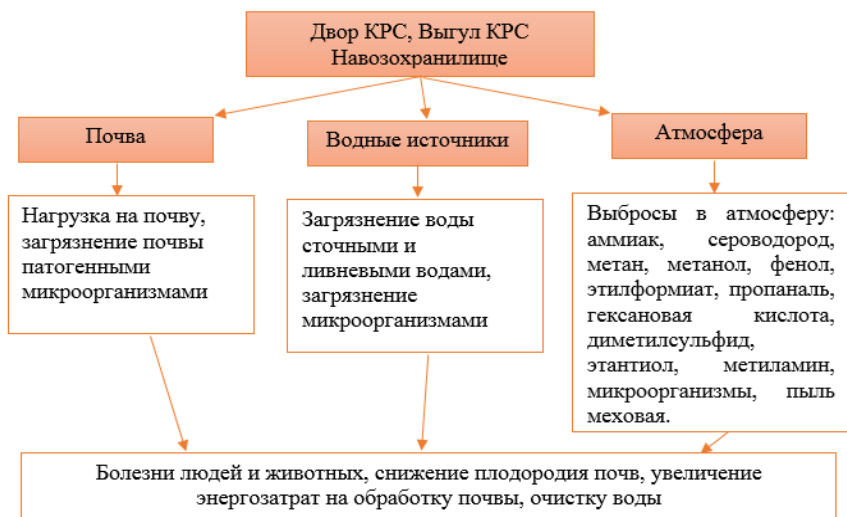 Двор КРС, Выгул КРС
Навозохранилище
Почва
Водные источники
Атмосфера
Нагрузка на почву,
загрязнение почвы
патогенными
микроорганизмами
Загрязнение воды
сточными и
ливневыми водами,
загрязнение
микроорганизмами
Выбросы в атмосферу:
аммиак, сероводород,
метан, метанол, фенол,
этилформиат, пропаналь,
гексановая кислота,
диметилсульфид,
этантиол, метиламин,
микроорганизмы, пыль
меховая.
Болезни людей и животных, снижение плодородия почв, увеличение
энергозатрат на обработку почвы, очистку воды